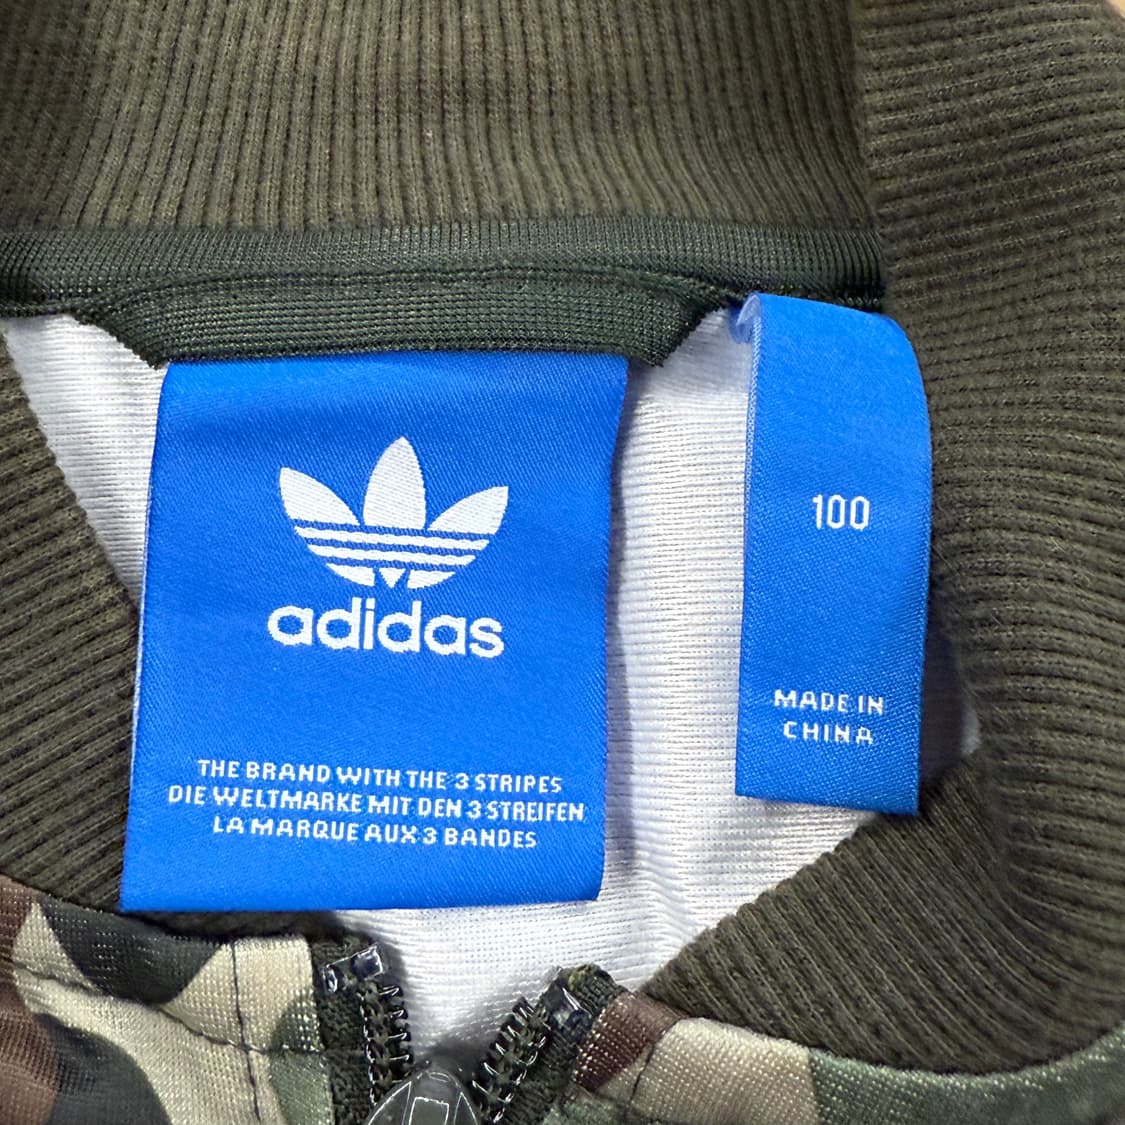 adidas
THE BRAND WITH THE 3 STRIPES
DIE WELTMARKE MIT DEN 3 STREIFEN
LA MARQUE AUX 3 BANDES
100
MADE IN
CHINA